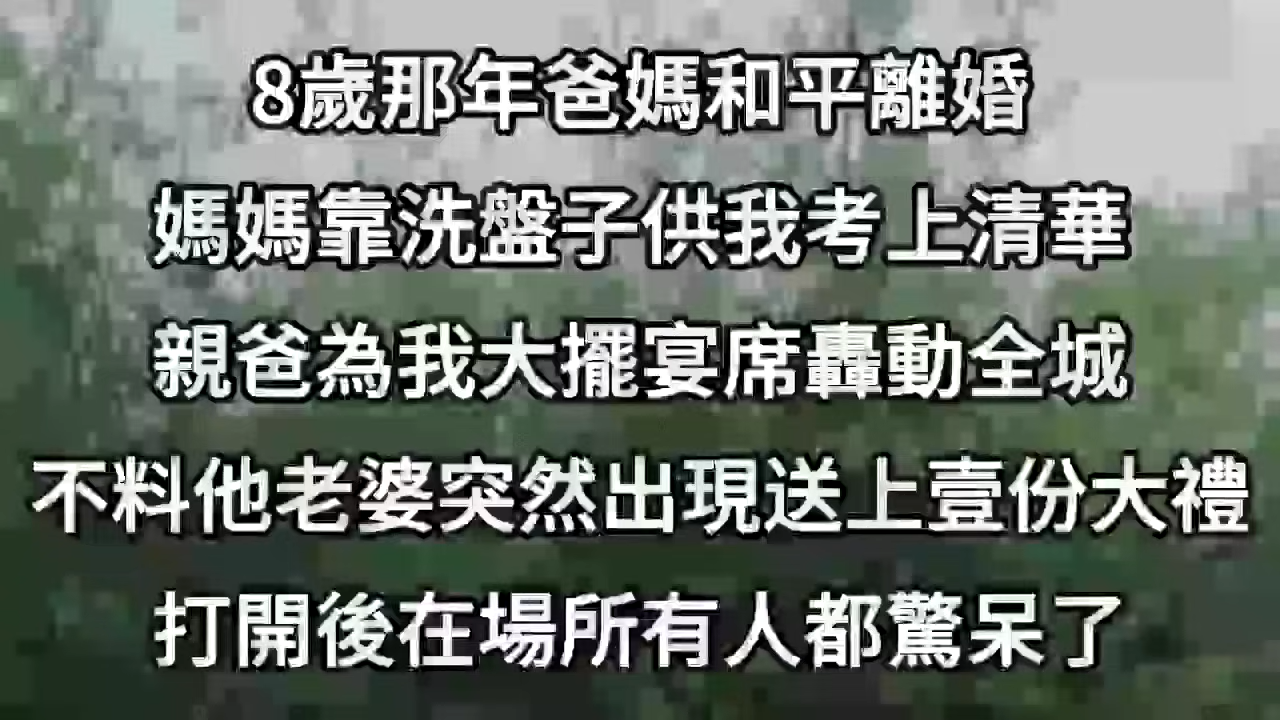 8歲那年爸媽和平離婚
媽媽靠洗盤子供我考上清華
親爸為我大擺宴席轟動全城
不料他老婆突然出現送上壹份大禮
打開後在場所有人都驚呆了